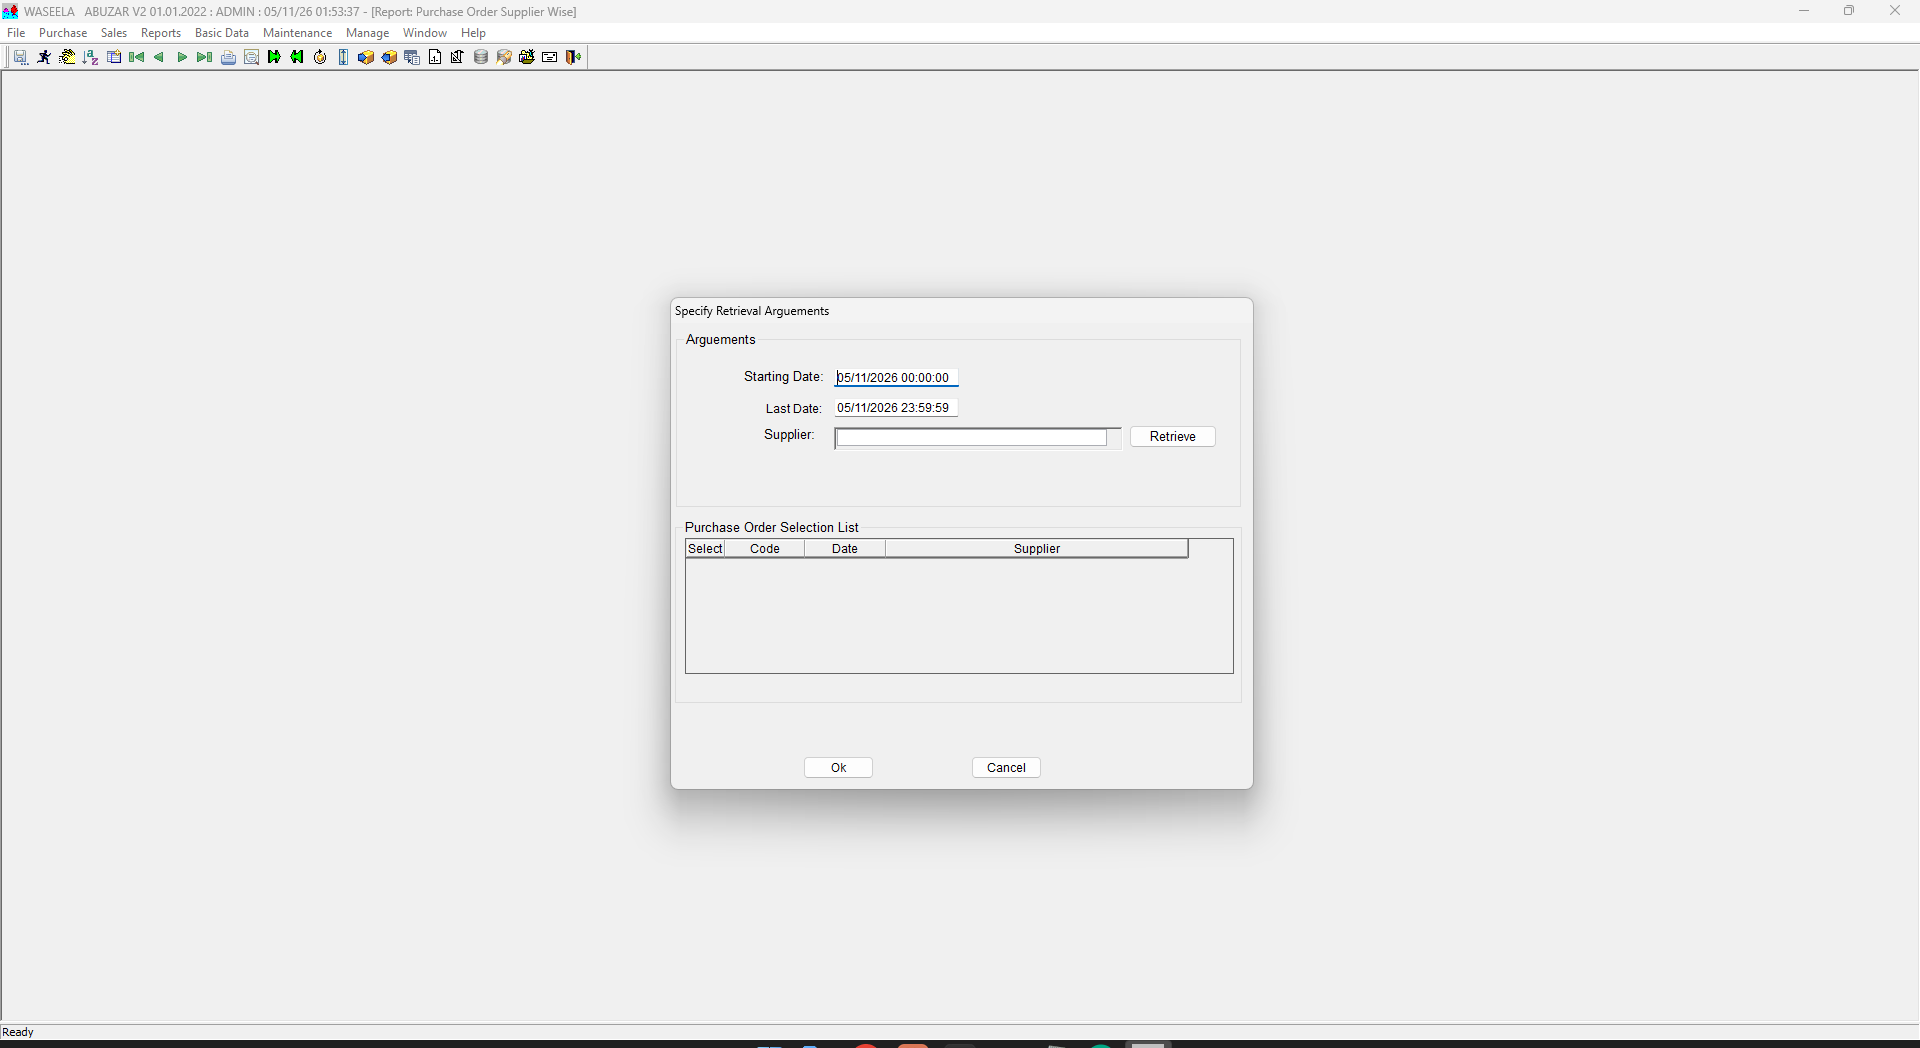 WASEELA   ABUZAR V2 01.01.2022 : ADMIN : 05/11/26 01:53:37 - [Report: Purchase Order Supplier Wise]
File Purchase Sales Reports Basic Data Maintenance Manage Window Help
Specify Retrieval Arguements
Arguements
Starting Date: 05/11/2026 00:00:00
Last Date: 05/11/2026 23:59:59
Supplier: Retrieve
Purchase Order Selection List
Select Code Date Supplier
Ok Cancel
Ready